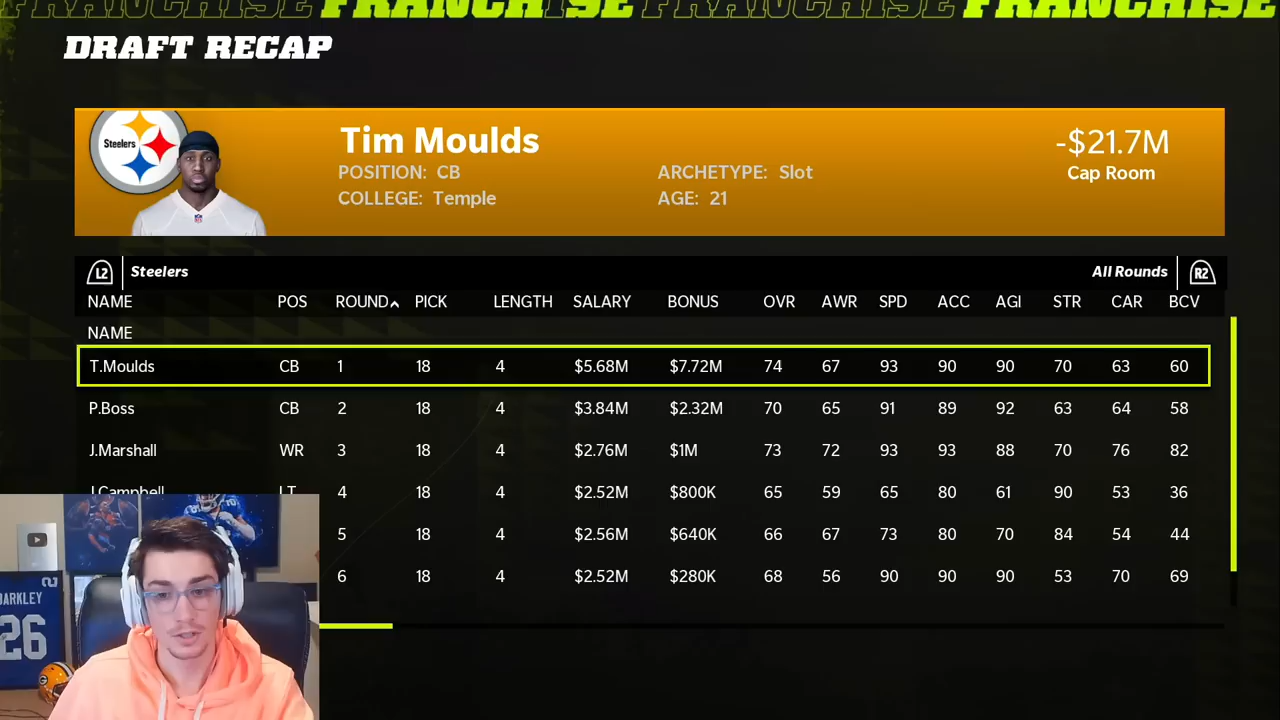 FRANCHISE FRANCHISE FRANCHISE FRANCHISE
DRAFT RECAP
Steelers
Tim Moulds
POSITION: CB
ARCHETYPE: Slot
COLLEGE: Temple
AGE: 21
-$21.7M
Cap Room
L2 Steelers
All Rounds R2
NAME POS ROUND PICK LENGTH SALARY BONUS OVR AWR SPD ACC AGI STR CAR BCV
NAME
T.Moulds CB 1 18 4 $5.68M $7.72M 74 67 93 90 90 70 63 60
P.Boss CB 2 18 4 $3.84M $2.32M 70 65 91 89 92 63 64 58
J.Marshall WR 3 18 4 $2.76M $1M 73 72 93 93 88 70 76 82
J.Campbell LT 4 18 4 $2.52M $800K 65 59 65 80 61 90 53 36
5 18 4 $2.56M $640K 66 67 73 80 70 84 54 44
6 18 4 $2.52M $280K 68 56 90 90 90 53 70 69
ARKLEY
26